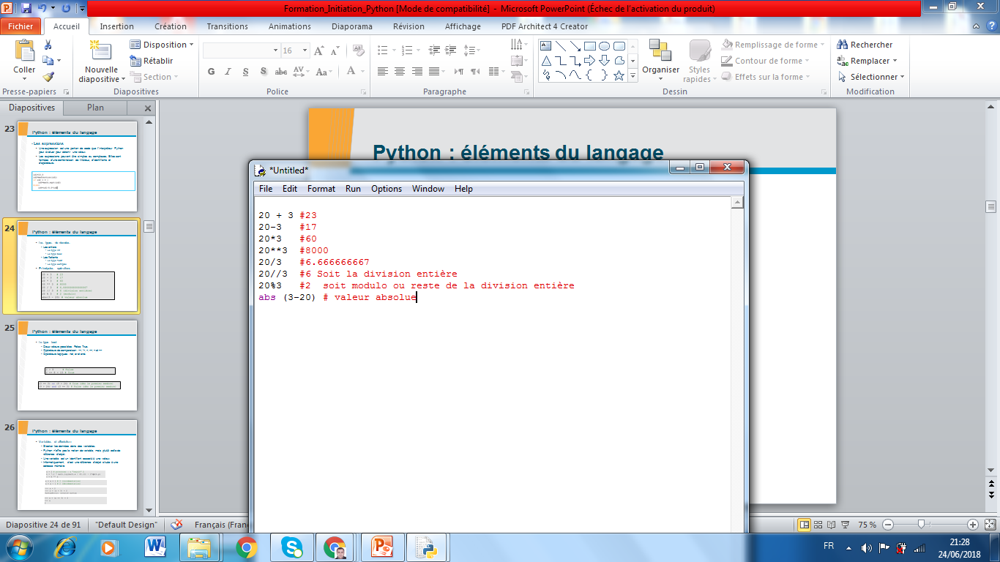 Formation_Initiation_Python [Mode de compatibilité] - Microsoft PowerPoint (Échec de l'activation du produit)
Fichier Accueil Insertion Création Transitions Animations Diaporama Révision Affichage PDF Architect 4 Creator
Coller
Presse-papiers
Nouvelle diapositive
Disposition
Rétablir
Section
Diapositives
16
G I S S abc AV Aa A
Police
Paragraphe
Organiser
Styles rapides
Remplissage de forme
Contour de forme
Effets sur la forme
Dessin
Rechercher
Remplacer
Sélectionner
Modification
Diapositives Plan
23
Python : éléments du langage
Les expressions
24
Python : éléments du langage
25
Python : éléments du langage
26
Python : éléments du langage
Python : éléments du langage
*Untitled*
File Edit Format Run Options Window Help
20 + 3 #23
20-3 #17
20*3 #60
20**3 #8000
20/3 #6.666666667
20//3 #6 Soit la division entière
20%3 #2 soit modulo ou reste de la division entière
abs (3-20) # valeur absolue
Diapositive 24 de 91 "Default Design" Français (Fran
75 %
FR
21:28
24/06/2018